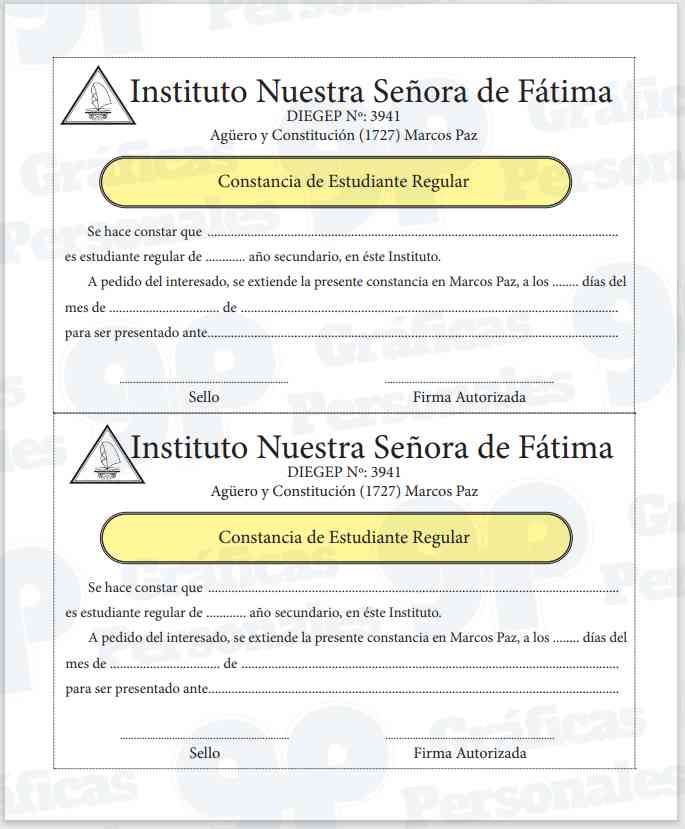 Instituto Nuestra Señora de Fátima
DIEGEP Nº: 3941
Agüero y Constitución (1727) Marcos Paz
Constancia de Estudiante Regular
Se hace constar que ........................................................................................................
es estudiante regular de ........... año secundario, en éste Instituto.
A pedido del interesado, se extiende la presente constancia en Marcos Paz, a los ....... días del
mes de .............................. de ........................................................................................................
para ser presentado ante........................................................................................................
Sello
Firma Autorizada
Instituto Nuestra Señora de Fátima
DIEGEP Nº: 3941
Agüero y Constitución (1727) Marcos Paz
Constancia de Estudiante Regular
Se hace constar que ........................................................................................................
es estudiante regular de ........... año secundario, en éste Instituto.
A pedido del interesado, se extiende la presente constancia en Marcos Paz, a los ....... días del
mes de .............................. de ........................................................................................................
para ser presentado ante........................................................................................................
Sello
Firma Autorizada
gp
Gráficas
Personales